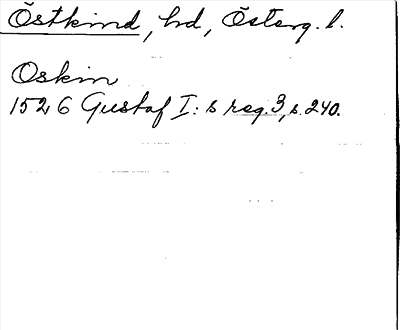 Östkind, hd, Österg. l.
Oskin
1526 Gustaf I:s reg. 3, s. 240.